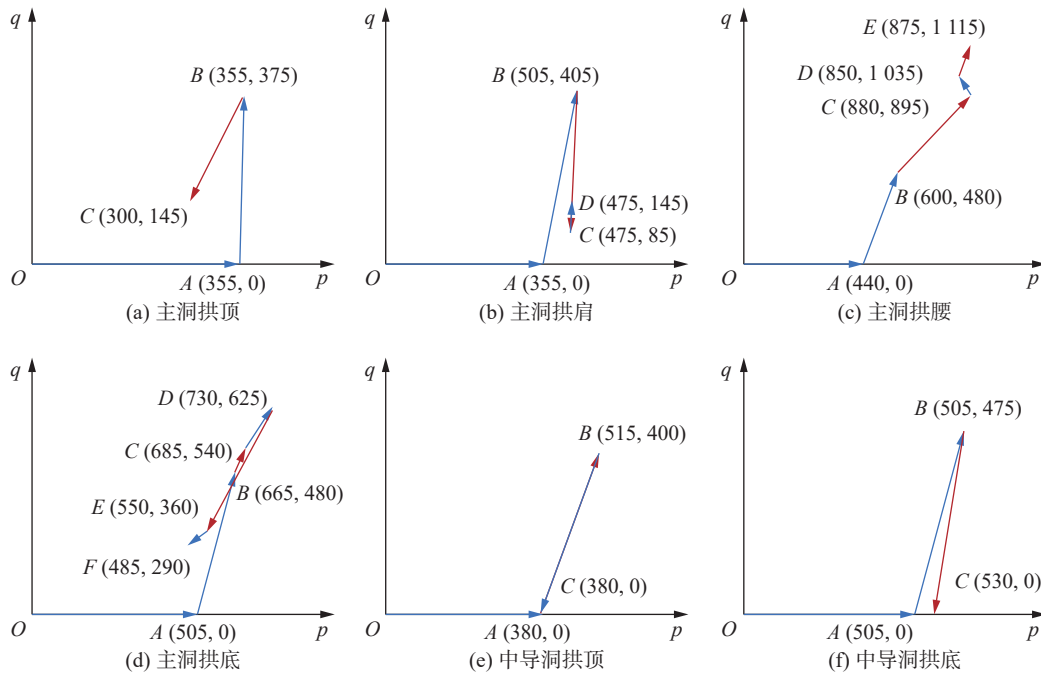 q
B (355, 375)
C (300, 145)
O
A (355, 0)
p
(a) 主洞拱顶
q
B (505, 405)
D (475, 145)
C (475, 85)
O
A (355, 0)
p
(b) 主洞拱肩
q
E (875, 1 115)
D (850, 1 035)
C (880, 895)
B (600, 480)
O
A (440, 0)
p
(c) 主洞拱腰
q
D (730, 625)
C (685, 540)
B (665, 480)
E (550, 360)
F (485, 290)
O
A (505, 0)
p
(d) 主洞拱底
q
B (515, 400)
C (380, 0)
O
A (380, 0)
p
(e) 中导洞拱顶
q
B (505, 475)
C (530, 0)
O
A (505, 0)
p
(f) 中导洞拱底